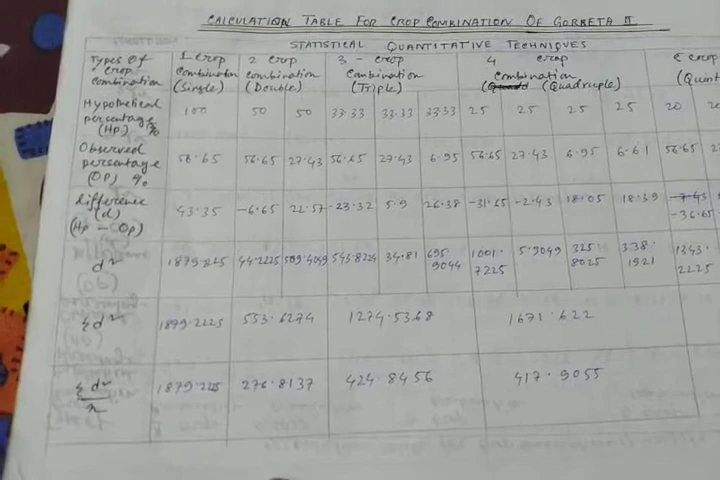 CALCULATION TABLE FOR CROP COMBINATION OF GORBETA II
STATISTICAL QUANTITATIVE TECHNIQUES
Types Of crop combination 1 crop combination (Single) 2 crop combination (Double) 3 - crop Combination (Triple) 4 crop Combination (Quadruple) crop (Quint
Hypothetical percentage (Hp) % 100 50 50 33.33 33.33 33.33 25 25 25 25 20
Observed percentage (OP) % 56.65 56.65 27.43 56.65 27.43 6.95 56.65 27.43 6.95 6.61 56.65
difference (d) (Hp - Op) 43.35 -6.65 22.57 -23.32 5.9 26.38 -31.65 -2.43 18.05 18.39 -7.43 -36.65
d² 1879.225 44.2225 509.4049 543.8224 34.81 695.9044 1001.7225 5.9049 325.8025 338.1921 1343.2225
Σd² 1879.2225 553.6274 1274.5368 1671.622
Σd²/n 1879.225 276.8137 424.8456 417.9055